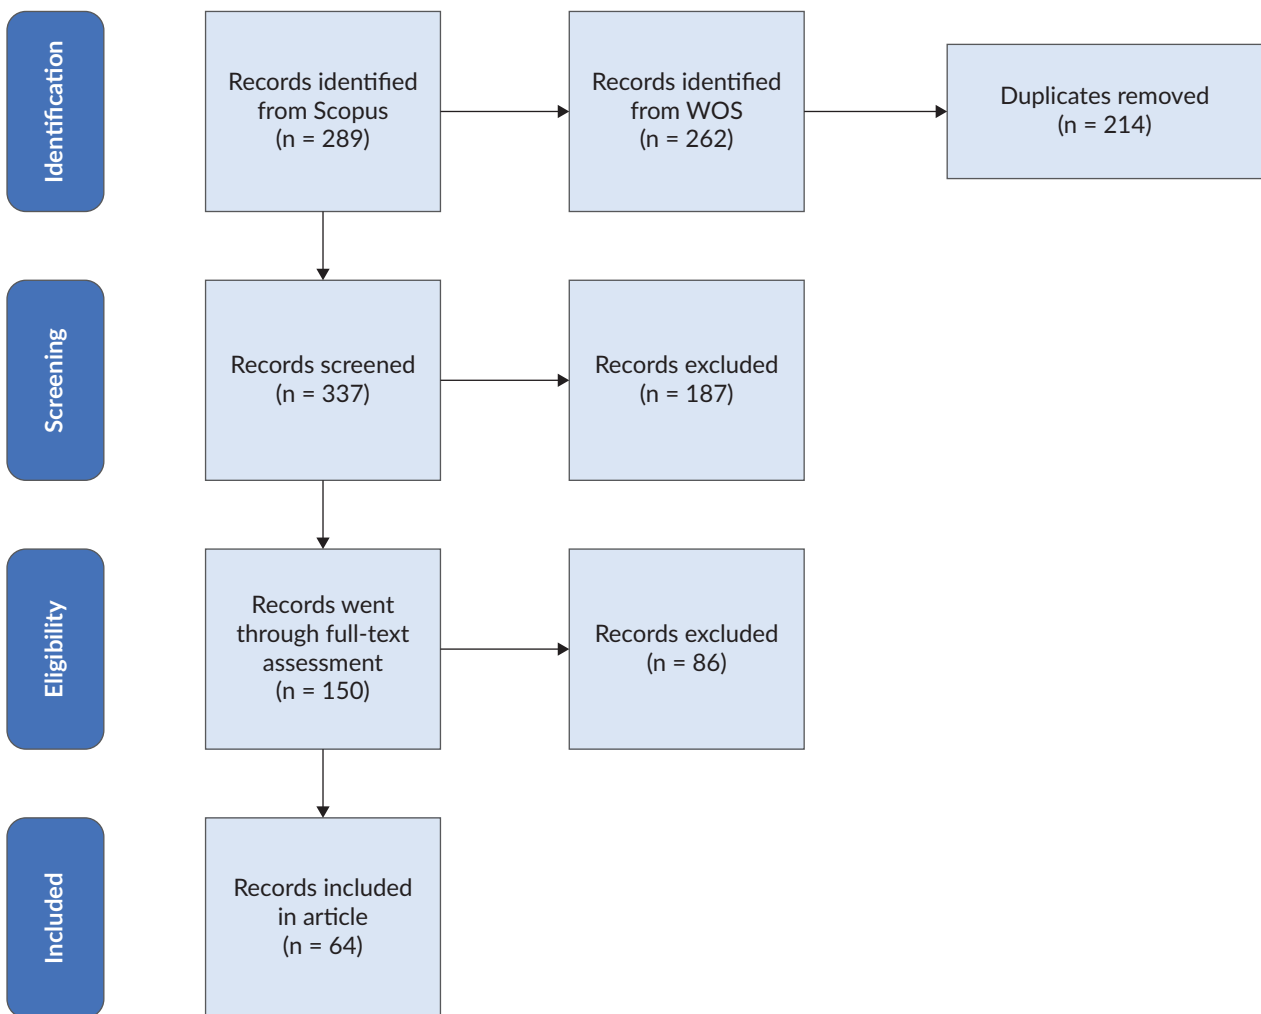 Identification
Records identified
from Scopus
(n = 289)
Records identified
from WOS
(n = 262)
Duplicates removed
(n = 214)
Screening
Records screened
(n = 337)
Records excluded
(n = 187)
Eligibility
Records went
through full-text
assessment
(n = 150)
Records excluded
(n = 86)
Included
Records included
in article
(n = 64)